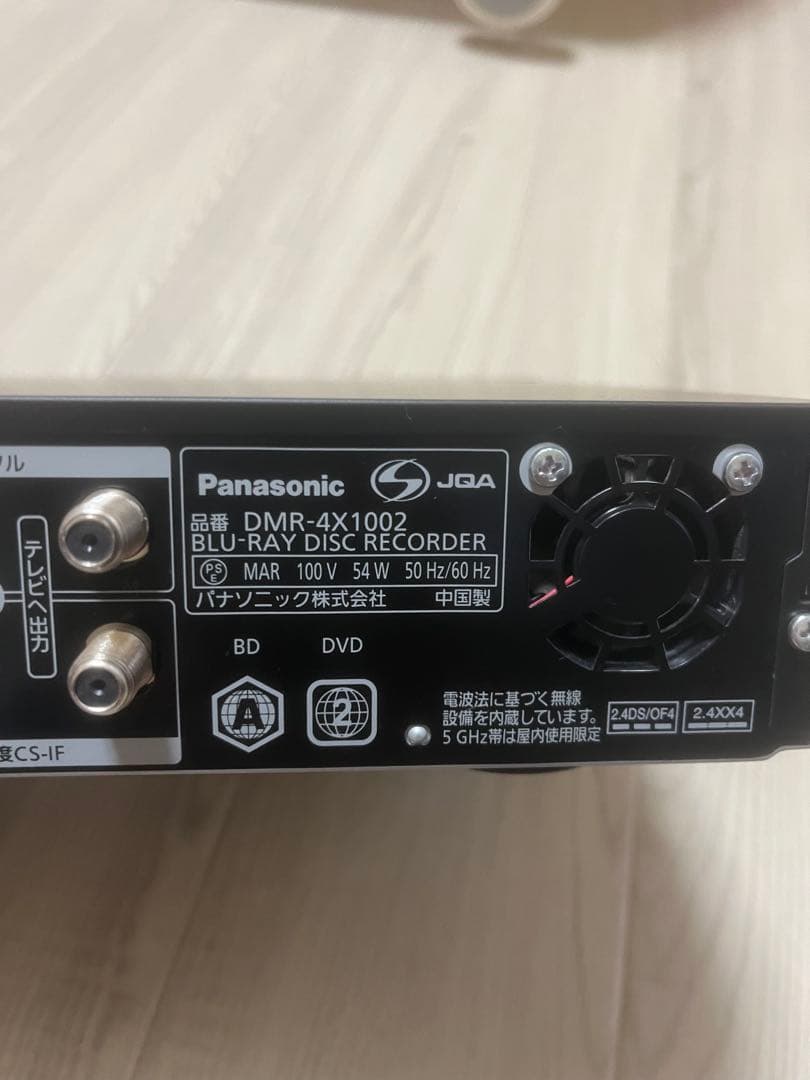 Panasonic JQA
品番 DMR-4X1002
BLU-RAY DISC RECORDER
PS E MAR 100 V 54 W 50 Hz/60 Hz
パナソニック株式会社 中国製
テレビへ出力
BD DVD
A 2
電波法に基づく無線
設備を内蔵しています。
5 GHz帯は屋内使用限定
2.4DS/OF4 2.4XX4
度CS-IF